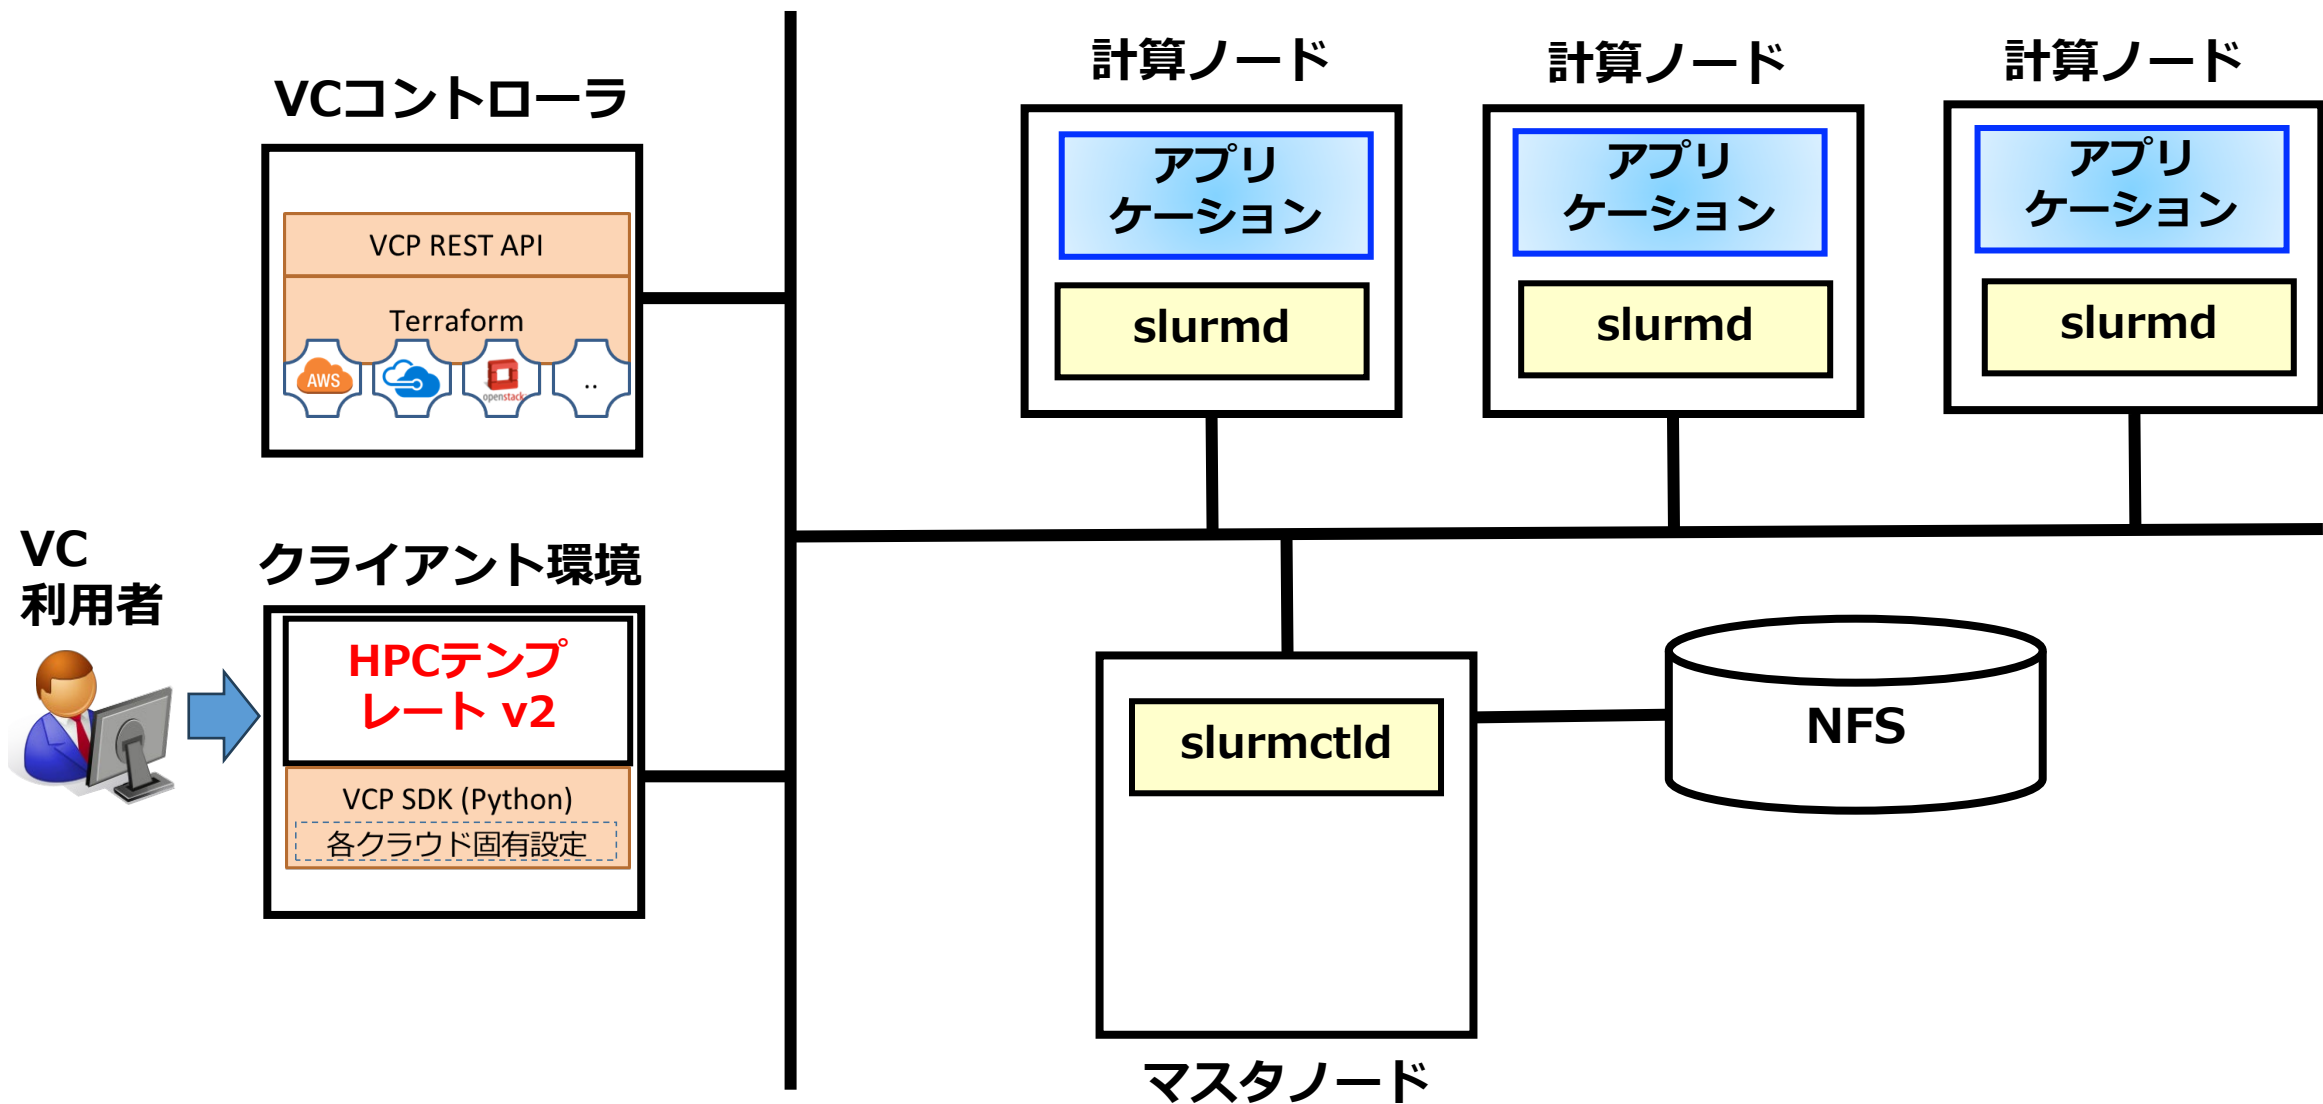 VCコントローラ
VCP REST API
Terraform
AWS
openstack
..
VC
利用者
クライアント環境
HPCテンプ
レート v2
VCP SDK (Python)
各クラウド固有設定
計算ノード
アプリ
ケーション
slurmd
計算ノード
アプリ
ケーション
slurmd
計算ノード
アプリ
ケーション
slurmd
slurmctld
マスタノード
NFS